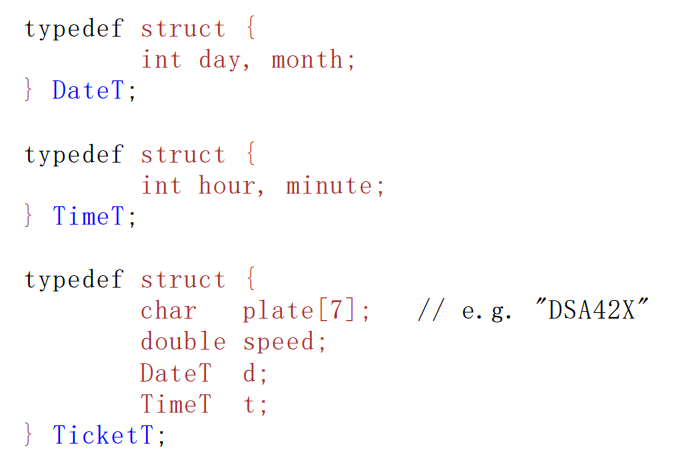 typedef struct {
        int day, month;
} DateT;

typedef struct {
        int hour, minute;
} TimeT;

typedef struct {
        char   plate[7];   // e.g. "DSA42X"
        double speed;
        DateT  d;
        TimeT  t;
} TicketT;